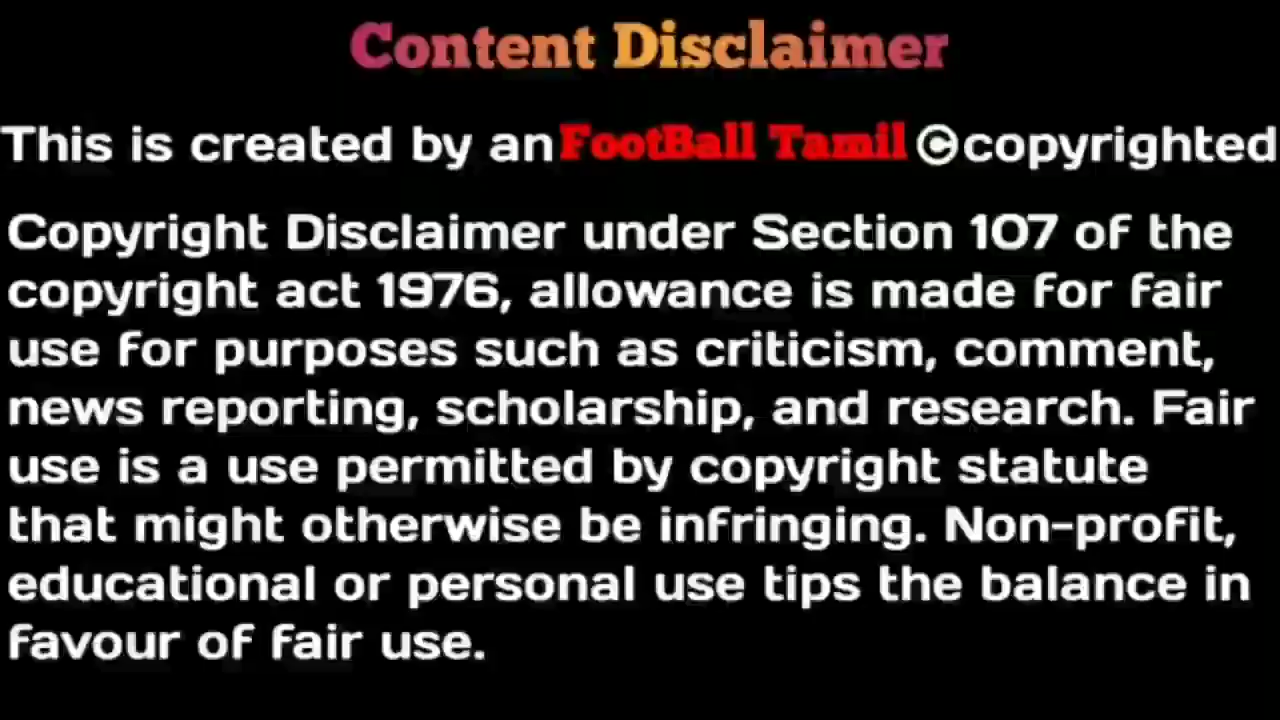 Content Disclaimer
This is created by an FootBall Tamil ©copyrighted
Copyright Disclaimer under Section 107 of the
copyright act 1976, allowance is made for fair
use for purposes such as criticism, comment,
news reporting, scholarship, and research. Fair
use is a use permitted by copyright statute
that might otherwise be infringing. Non-profit,
educational or personal use tips the balance in
favour of fair use.